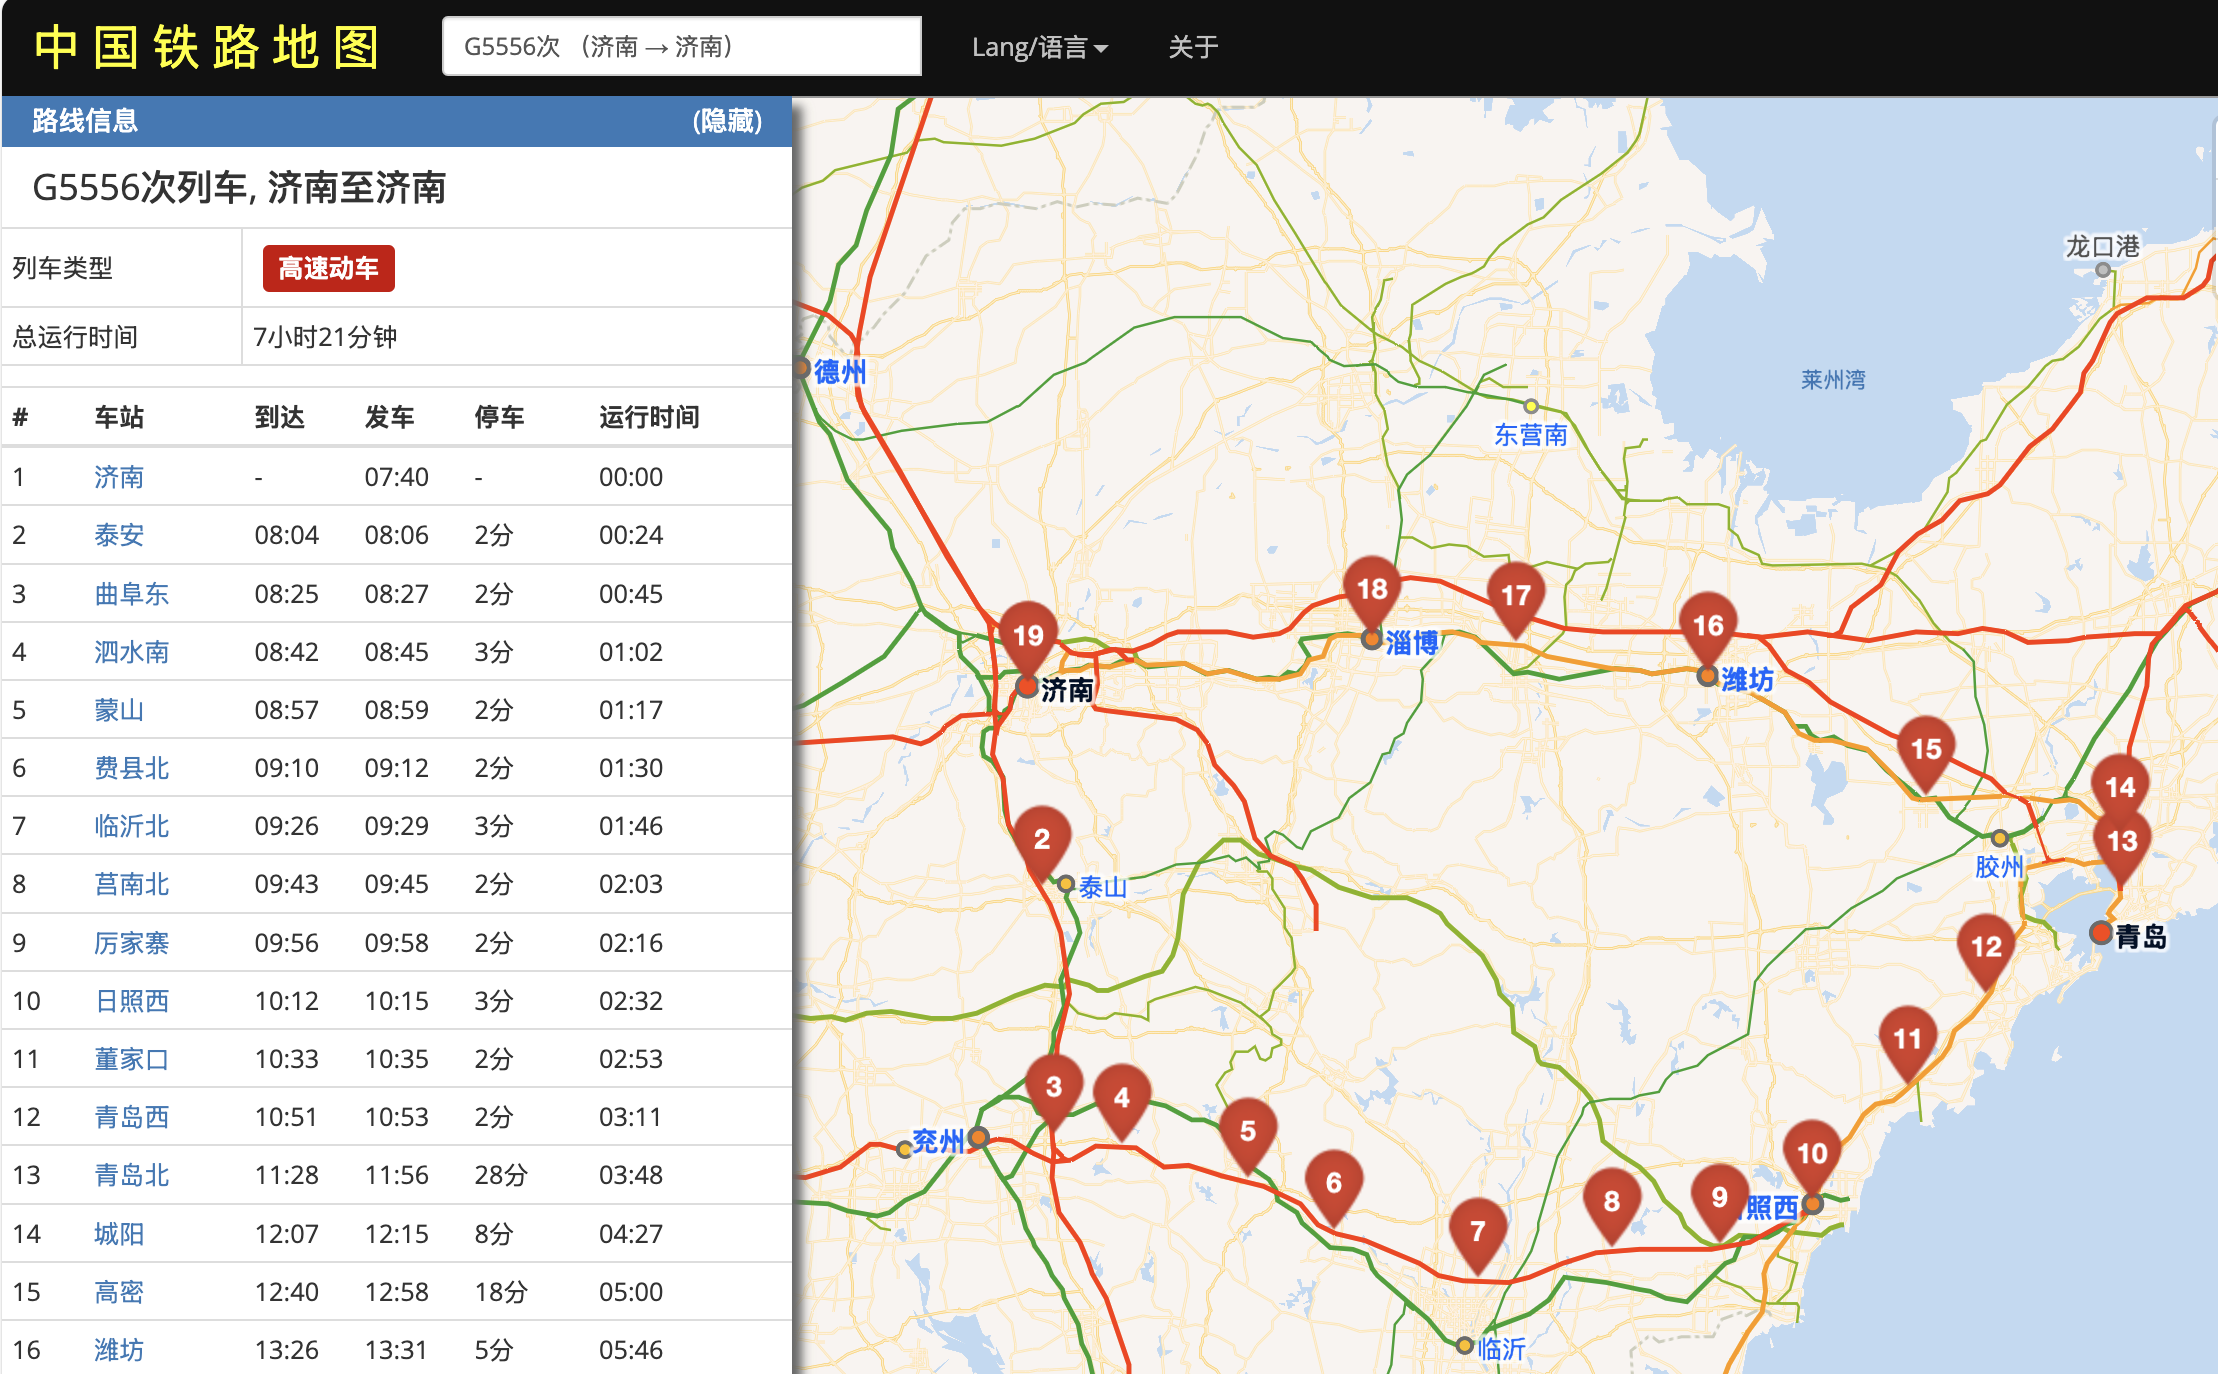 中国铁路地图
G5556次 （济南 → 济南）
Lang/语言
关于
路线信息 (隐藏)
G5556次列车, 济南至济南
列车类型 高速动车
总运行时间 7小时21分钟
# 车站 到达 发车 停车 运行时间
1 济南 - 07:40 - 00:00
2 泰安 08:04 08:06 2分 00:24
3 曲阜东 08:25 08:27 2分 00:45
4 泗水南 08:42 08:45 3分 01:02
5 蒙山 08:57 08:59 2分 01:17
6 费县北 09:10 09:12 2分 01:30
7 临沂北 09:26 09:29 3分 01:46
8 莒南北 09:43 09:45 2分 02:03
9 厉家寨 09:56 09:58 2分 02:16
10 日照西 10:12 10:15 3分 02:32
11 董家口 10:33 10:35 2分 02:53
12 青岛西 10:51 10:53 2分 03:11
13 青岛北 11:28 11:56 28分 03:48
14 城阳 12:07 12:15 8分 04:27
15 高密 12:40 12:58 18分 05:00
16 潍坊 13:26 13:31 5分 05:46
龙口港
德州
莱州湾
东营南
18
17
16
19
淄博
潍坊
济南
15
14
13
2
胶州
泰山
青岛
12
11
3
4
5
兖州
10
6
8
9
照西
7
临沂